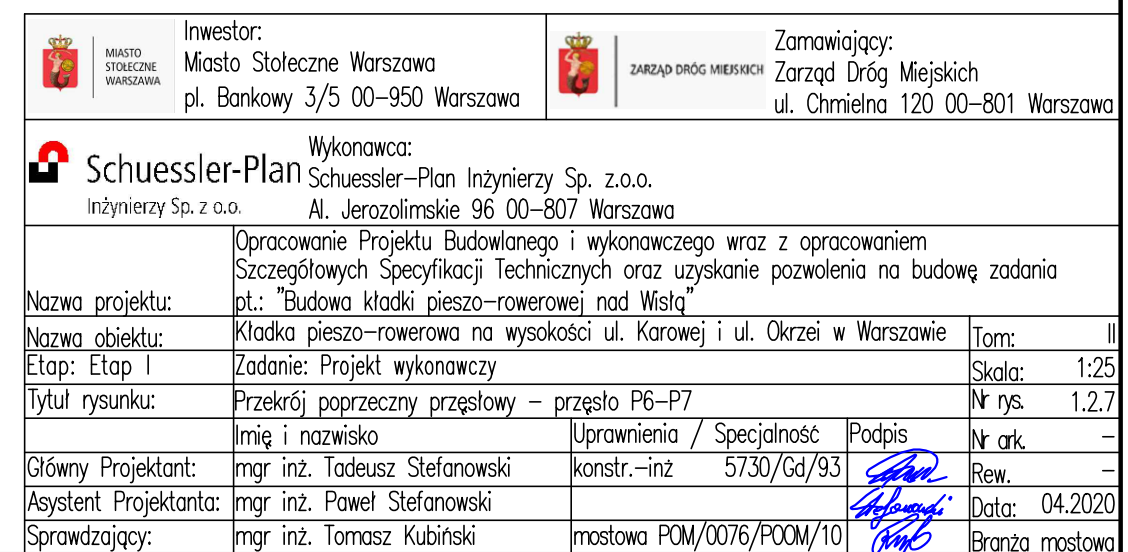 MIASTO
STOŁECZNE
WARSZAWA
Inwestor:
Miasto Stołeczne Warszawa
pl. Bankowy 3/5 00-950 Warszawa
ZARZĄD DRÓG MIEJSKICH
Zamawiający:
Zarząd Dróg Miejskich
ul. Chmielna 120 00-801 Warszawa
Schuessler-Plan
Inżynierzy Sp. z o.o.
Wykonawca:
Schuessler-Plan Inżynierzy Sp. z.o.o.
Al. Jerozolimskie 96 00-807 Warszawa
Nazwa projektu:
Opracowanie Projektu Budowlanego i wykonawczego wraz z opracowaniem
Szczegółowych Specyfikacji Technicznych oraz uzyskanie pozwolenia na budowę zadania
pt.: "Budowa kładki pieszo-rowerowej nad Wisłą"
Nazwa obiektu: Kładka pieszo-rowerowa na wysokości ul. Karowej i ul. Okrzei w Warszawie Tom: II
Etap: Etap I Zadanie: Projekt wykonawczy Skala: 1:25
Tytuł rysunku: Przekrój poprzeczny przęsłowy - przęsło P6-P7 Nr rys. 1.2.7
Imię i nazwisko Uprawnienia / Specjalność Podpis Nr ark. -
Główny Projektant: mgr inż. Tadeusz Stefanowski konstr.-inż 5730/Gd/93 Rew. -
Asystent Projektanta: mgr inż. Paweł Stefanowski Stefanowski Data: 04.2020
Sprawdzający: mgr inż. Tomasz Kubiński mostowa POM/0076/POOM/10 Branża mostowa